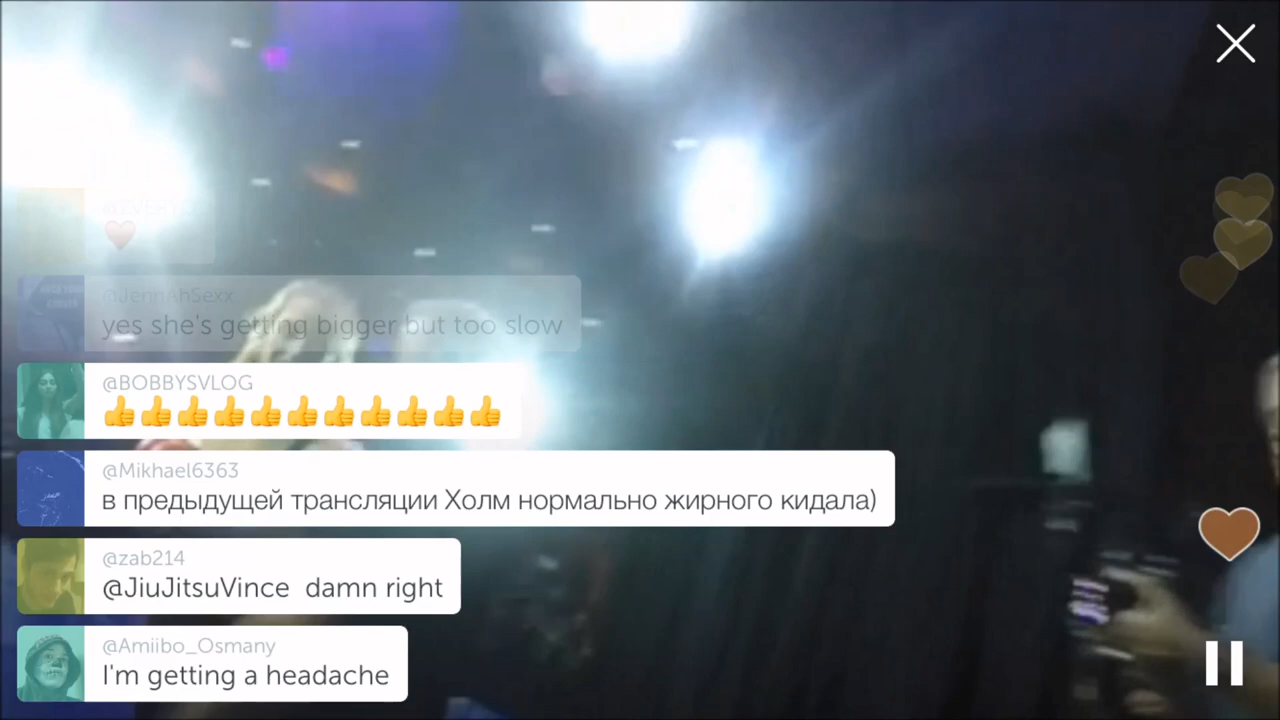 @JennAhSexx
yes she's getting bigger but too slow
@BOBBYSVLOG
👍👍👍👍👍👍👍👍👍👍👍
@Mikhael6363
в предыдущей трансляции Холм нормально жирного кидала)
@zab214
@JiuJitsuVince damn right
@Amiibo_Osmany
I'm getting a headache